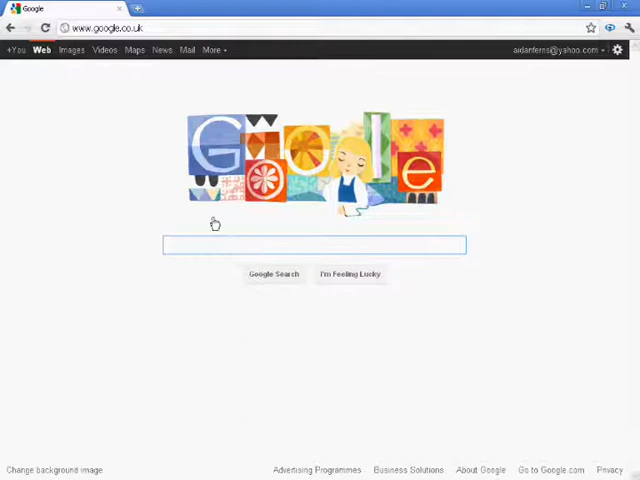 Google
www.google.co.uk
+You Web Images Videos Maps News Mail More aidanferns@yahoo.com
Google
Google Search I'm Feeling Lucky
Change background image Advertising Programmes Business Solutions About Google Go to Google.com Privacy